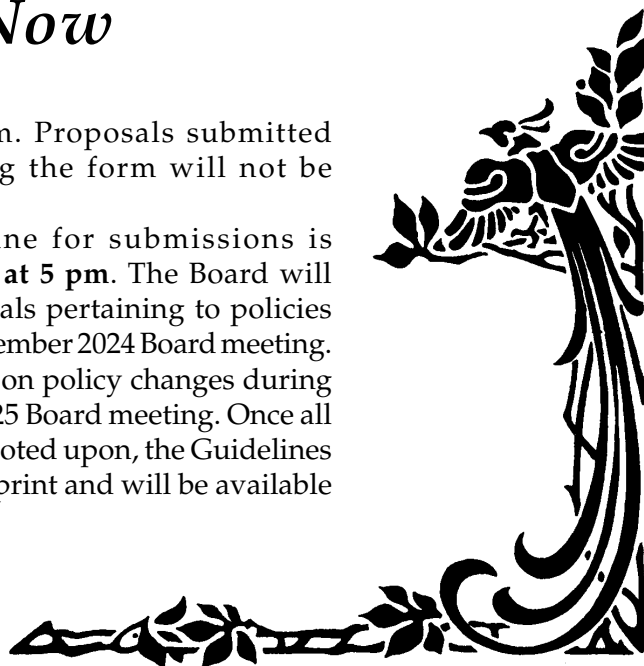 Now
m. Proposals submitted
g the form will not be
ne for submissions is
at 5 pm. The Board will
als pertaining to policies
ember 2024 Board meeting.
on policy changes during
25 Board meeting. Once all
oted upon, the Guidelines
print and will be available